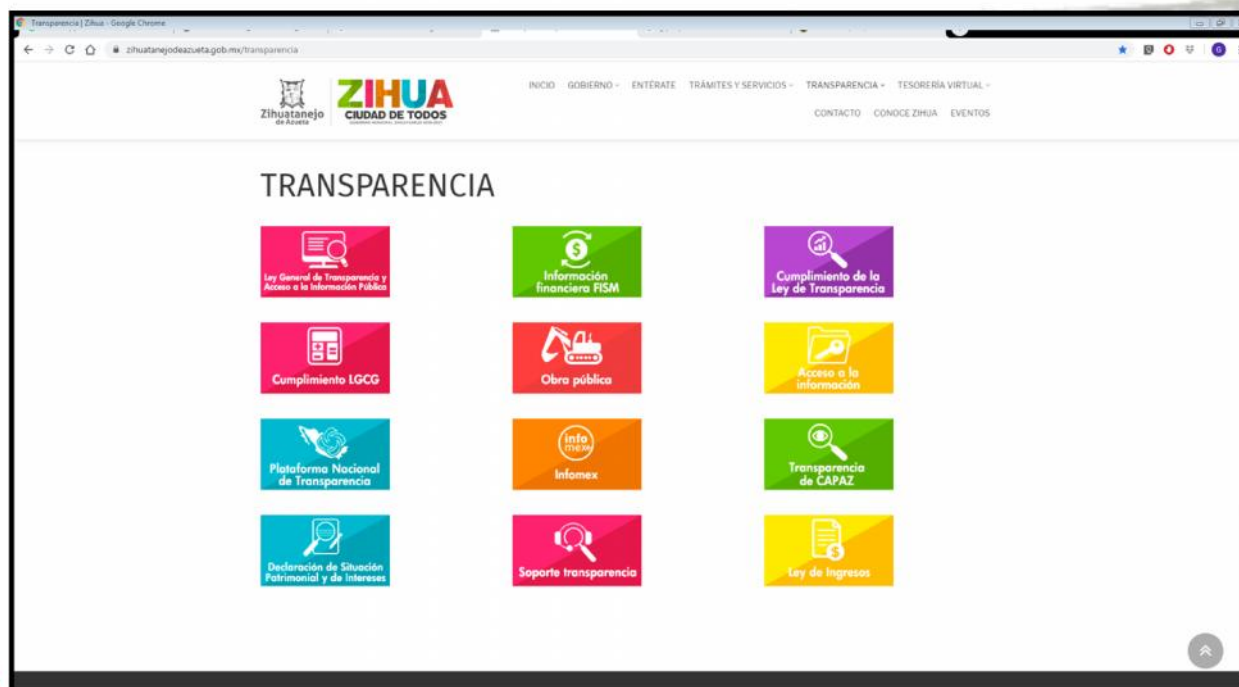 Transparencia | Zihua - Google Chrome
zihuatanejodeazueta.gob.mx/transparencia
Zihuatanejo
de Azueta
ZIHUA
CIUDAD DE TODOS
INICIO GOBIERNO ENTÉRATE TRÁMITES Y SERVICIOS TRANSPARENCIA TESORERÍA VIRTUAL
CONTACTO CONOCE ZIHUA EVENTOS
TRANSPARENCIA
Ley General de Transparencia y
Acceso a la Información Pública
Información
financiera FISM
Cumplimiento de la
Ley de Transparencia
Cumplimiento LGCG
Obra pública
Acceso a la
información
Plataforma Nacional
de Transparencia
info
mex
Infomex
Transparencia
de CAPAZ
Declaración de Situación
Patrimonial y de intereses
Soporte transparencia
Ley de Ingresos